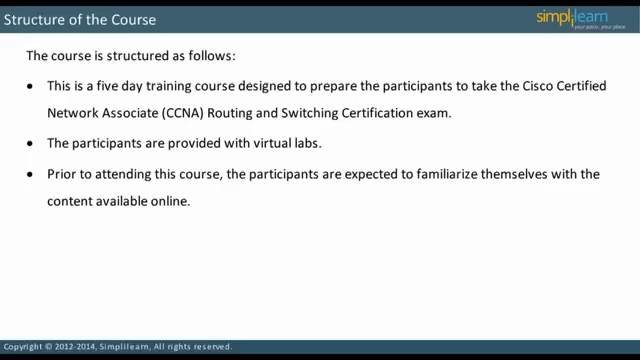 Structure of the Course
simplilearn
your pace, your place
The course is structured as follows:
• This is a five day training course designed to prepare the participants to take the Cisco Certified
Network Associate (CCNA) Routing and Switching Certification exam.
• The participants are provided with virtual labs.
• Prior to attending this course, the participants are expected to familiarize themselves with the
content available online.
Copyright © 2012-2014, Simplilearn, All rights reserved.